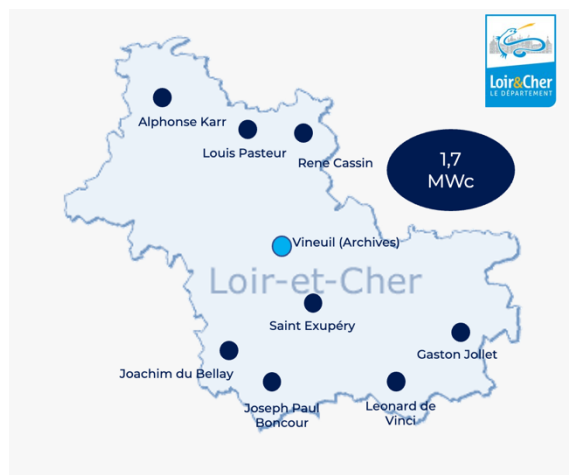 Loir&Cher
LE DÉPARTEMENT
Alphonse Karr
Louis Pasteur
René Cassin
1,7
MWc
Vineuil (Archives)
Loir-et-Cher
Saint Exupéry
Gaston Jollet
Joachim du Bellay
Joseph Paul
Boncour
Leonard de
Vinci